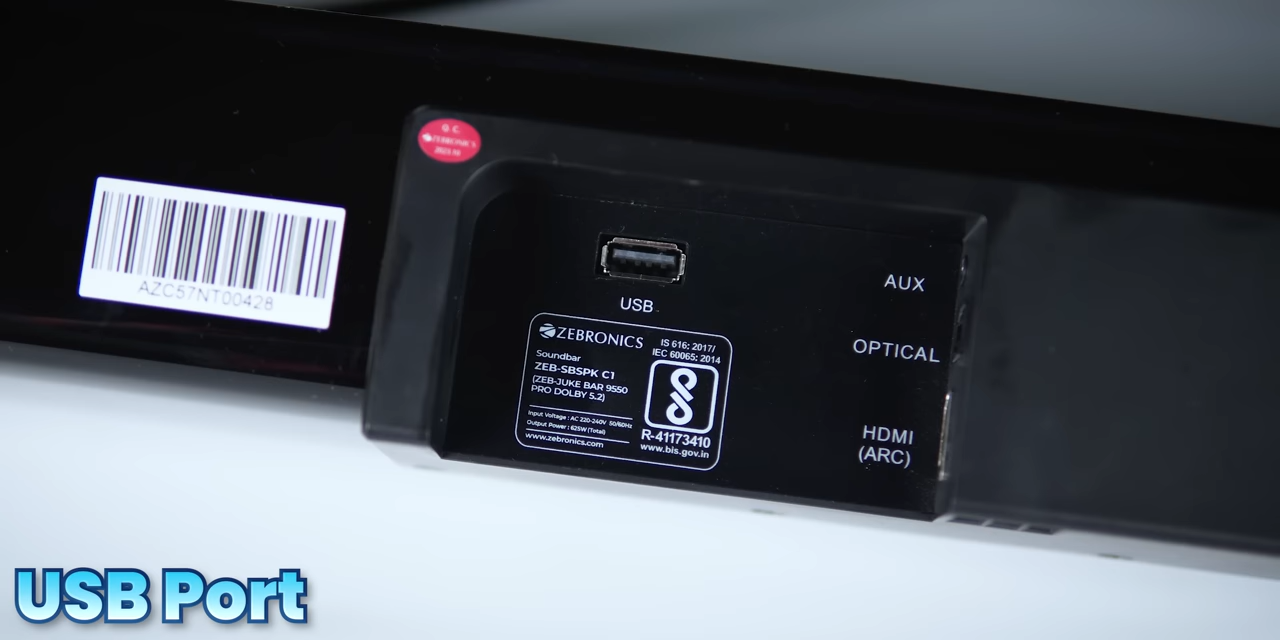 Q.C.
ZEBRONICS
2023.10
AZC57NT00428
USB
AUX
OPTICAL
HDMI
(ARC)
ZEBRONICS
Soundbar
ZEB-SBSPK C1
(ZEB-JUKE BAR 9550
PRO DOLBY 5.2)
Input Voltage : AC 220-240V 50/60Hz
Output Power : 625W (Total)
www.zebronics.com
IS 616: 2017/
IEC 60065: 2014
R-41173410
www.bis.gov.in
USB Port